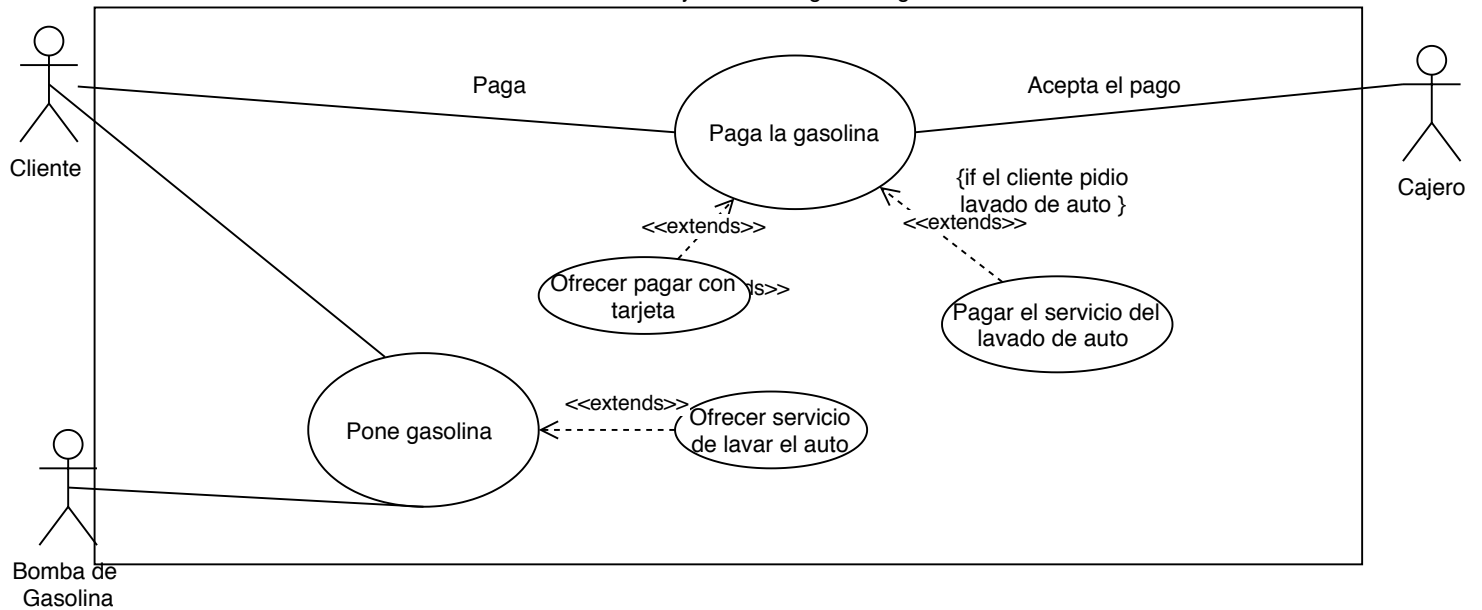 Paga
Acepta el pago
Paga la gasolina
Cliente
{if el cliente pidio
lavado de auto }
Cajero
<<extends>>
<<extends>>
Ofrecer pagar con
tarjeta
ds>>
Pagar el servicio del
lavado de auto
<<extends>>
Ofrecer servicio
de lavar el auto
Pone gasolina
Bomba de
Gasolina